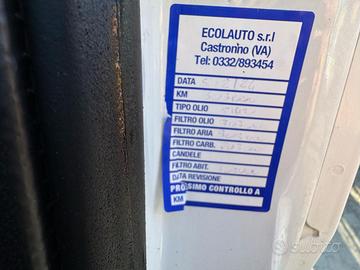 ECOLAUTO s.r.l
Castronno (VA)
Tel: 0332/893454
DATA
KM
TIPO OLIO
FILTRO OLIO
FILTRO ARIA
FILTRO CARB.
CANDELE
FILTRO ABIT.
DATA REVISIONE
PROSSIMO CONTROLLO A
KM
subito